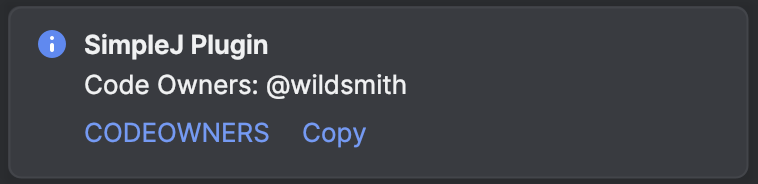 SimpleJ Plugin
Code Owners: @wildsmith
CODEOWNERS Copy